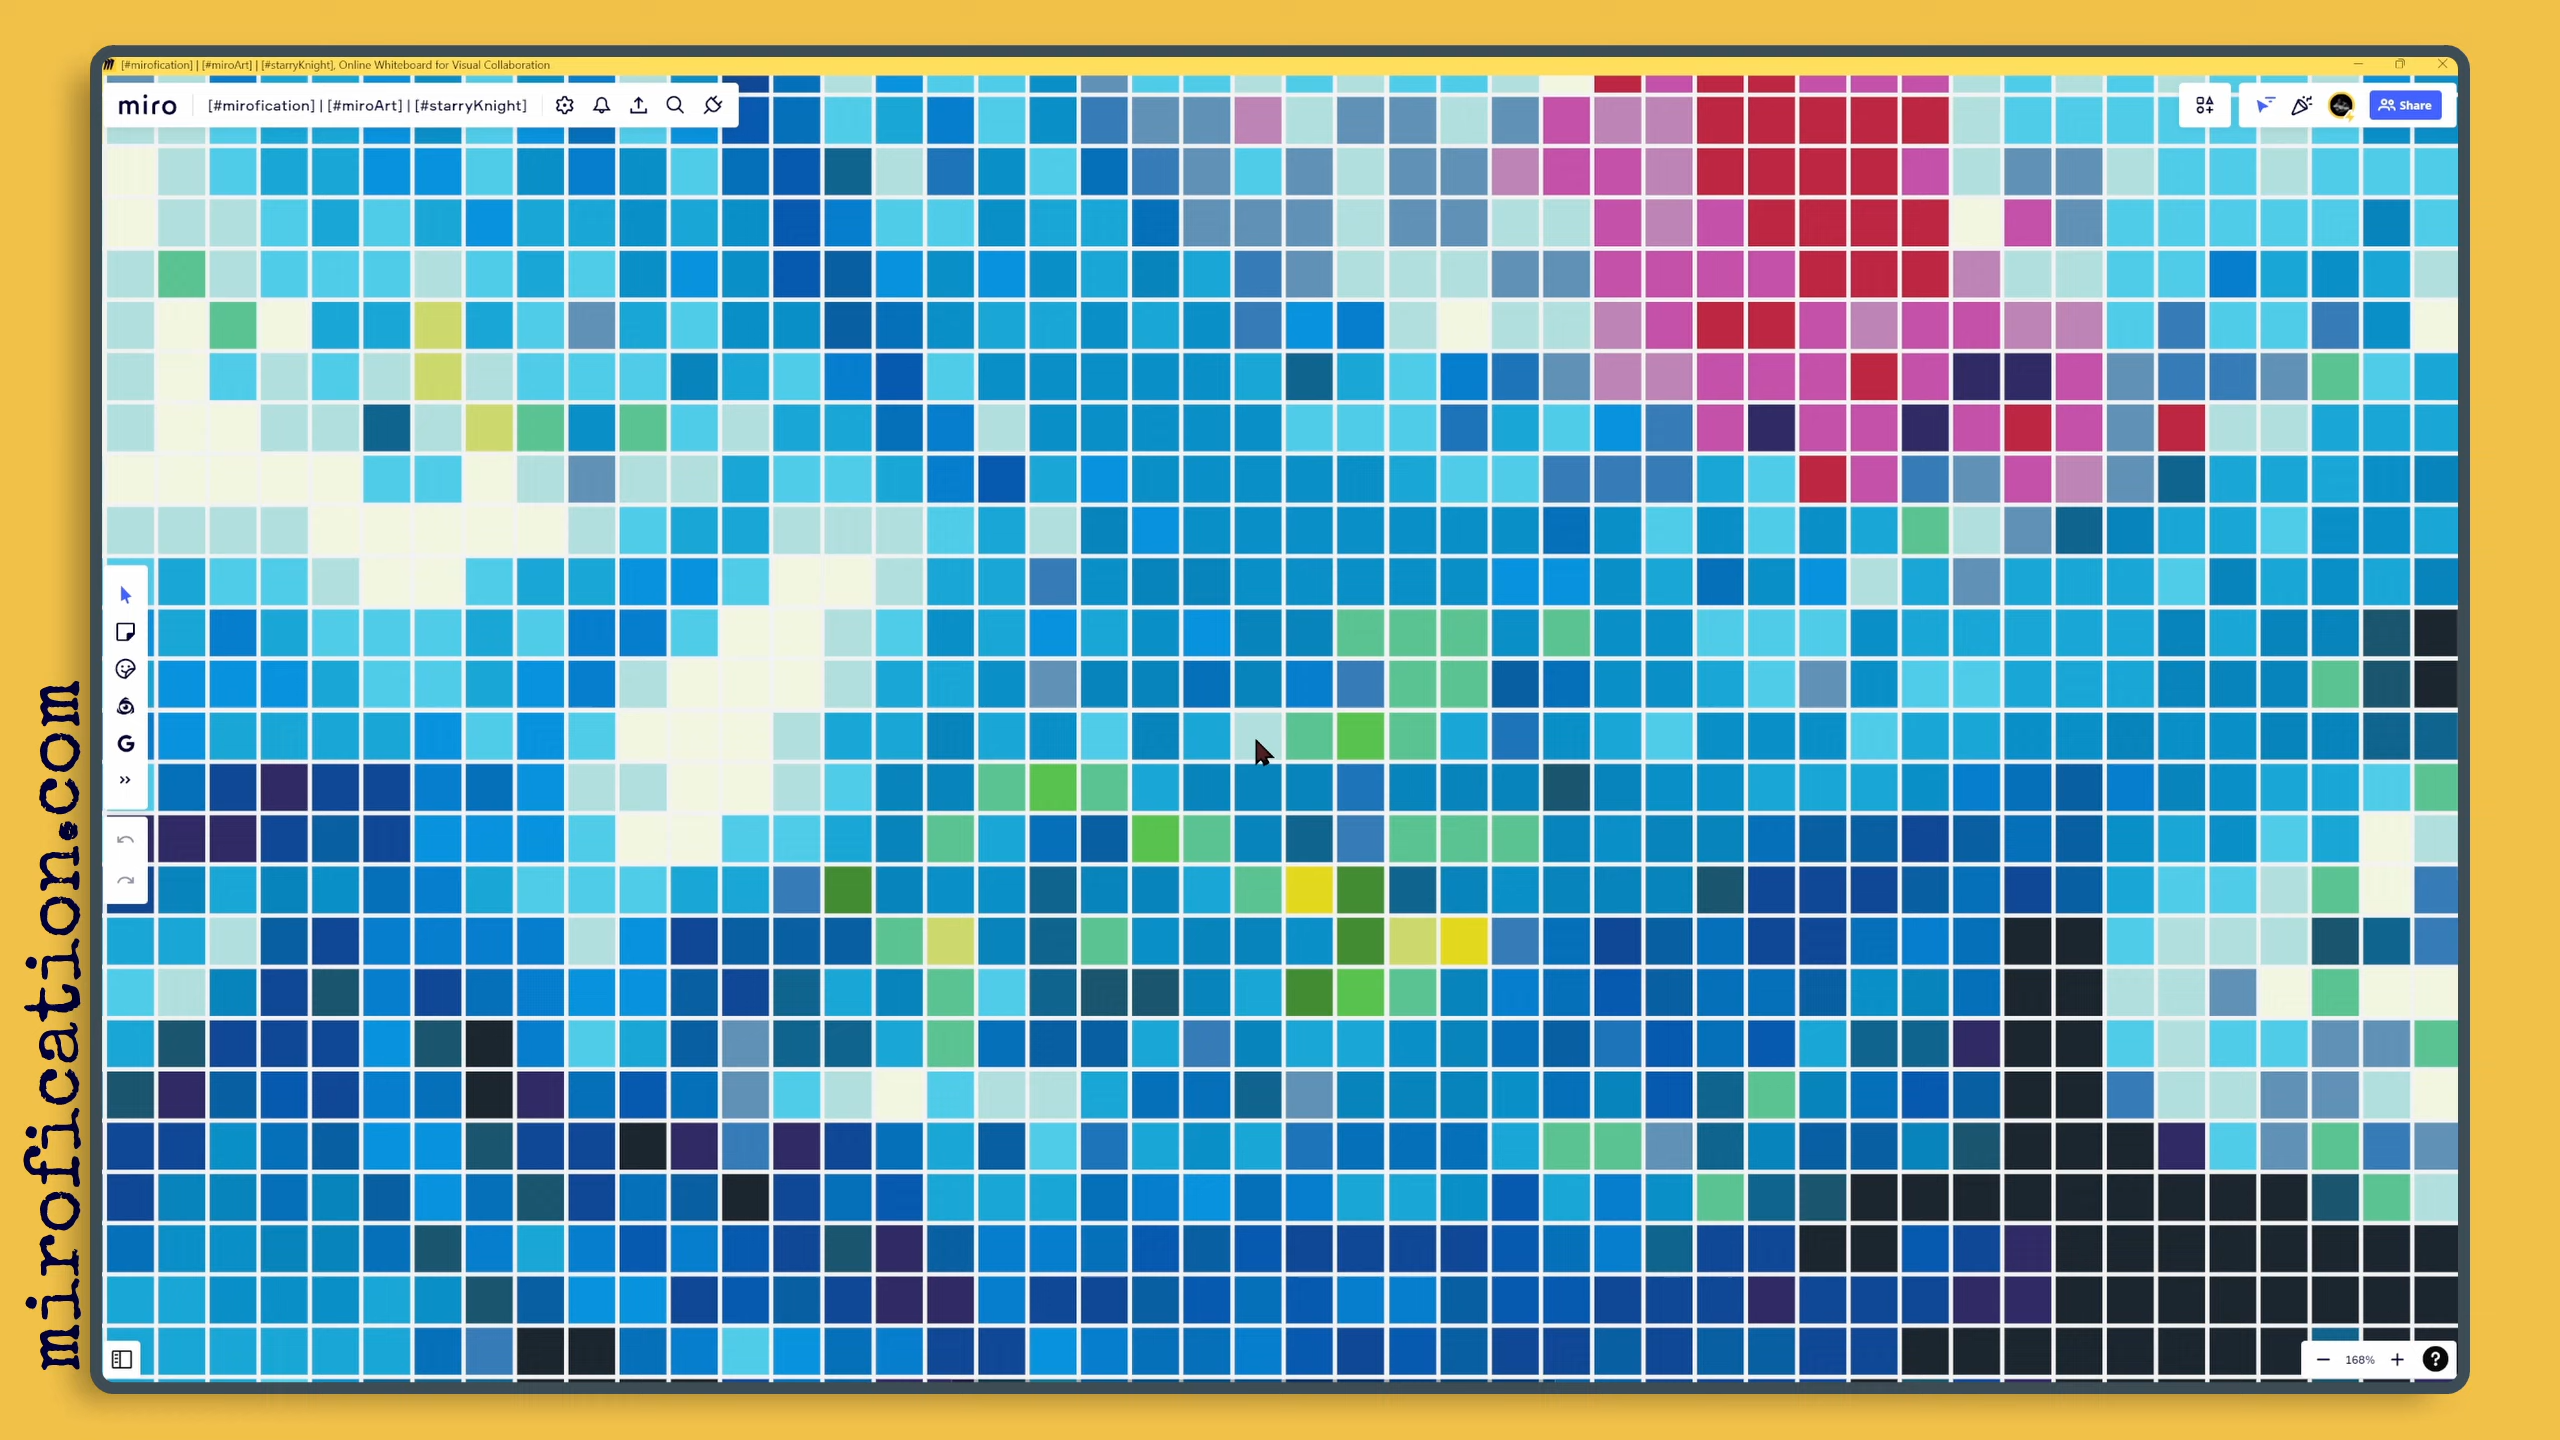 [#mirofication] | [#miroArt] | [#starryKnight], Online Whiteboard for Visual Collaboration
miro
[#mirofication] | [#miroArt] | [#starryKnight]
Share
mirofication.com
168%